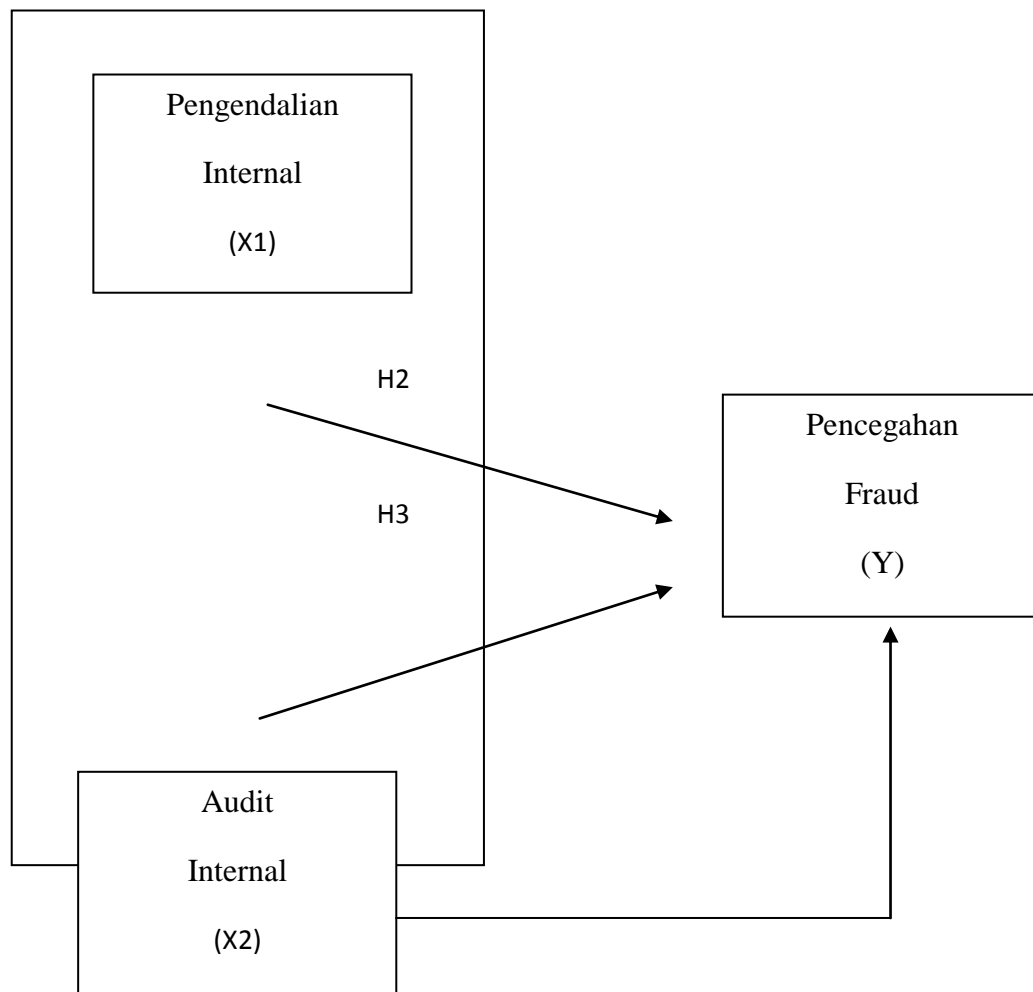 Pengendalian
Internal
(X1)
H2
H3
Pencegahan
Fraud
(Y)
Audit
Internal
(X2)